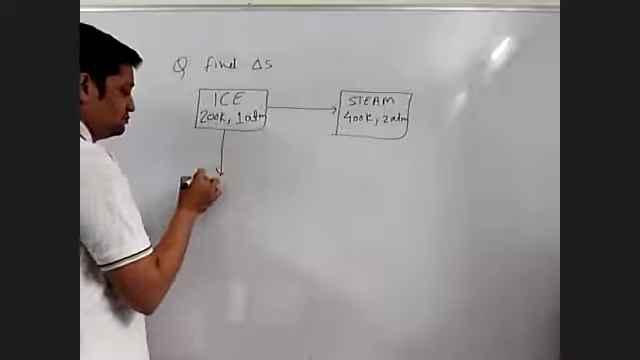 Q find ΔS
ICE
200K, 1 atm
STEAM
400K, 2 atm